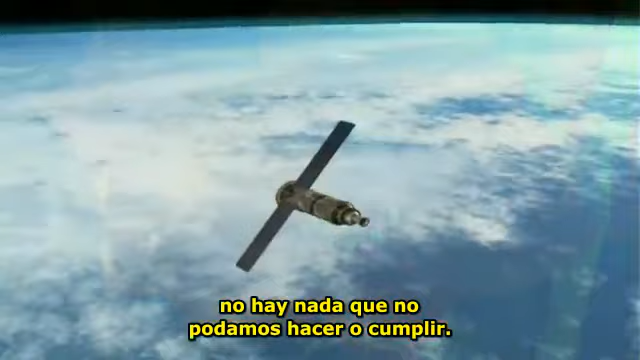 no hay nada que no
podamos hacer o cumplir.